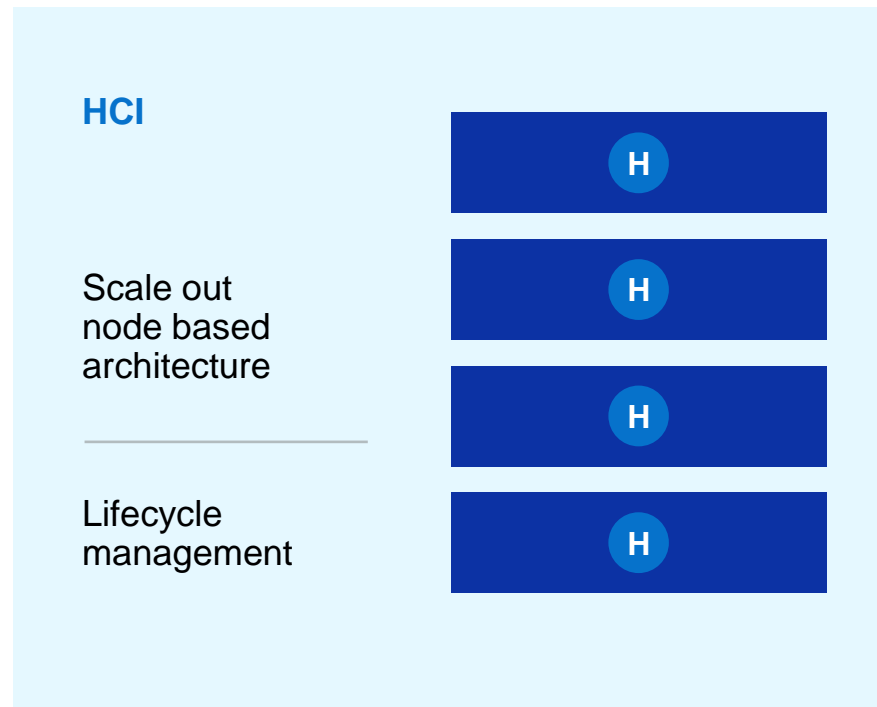 HCI
Scale out
node based
architecture
Lifecycle
management
H
H
H
H